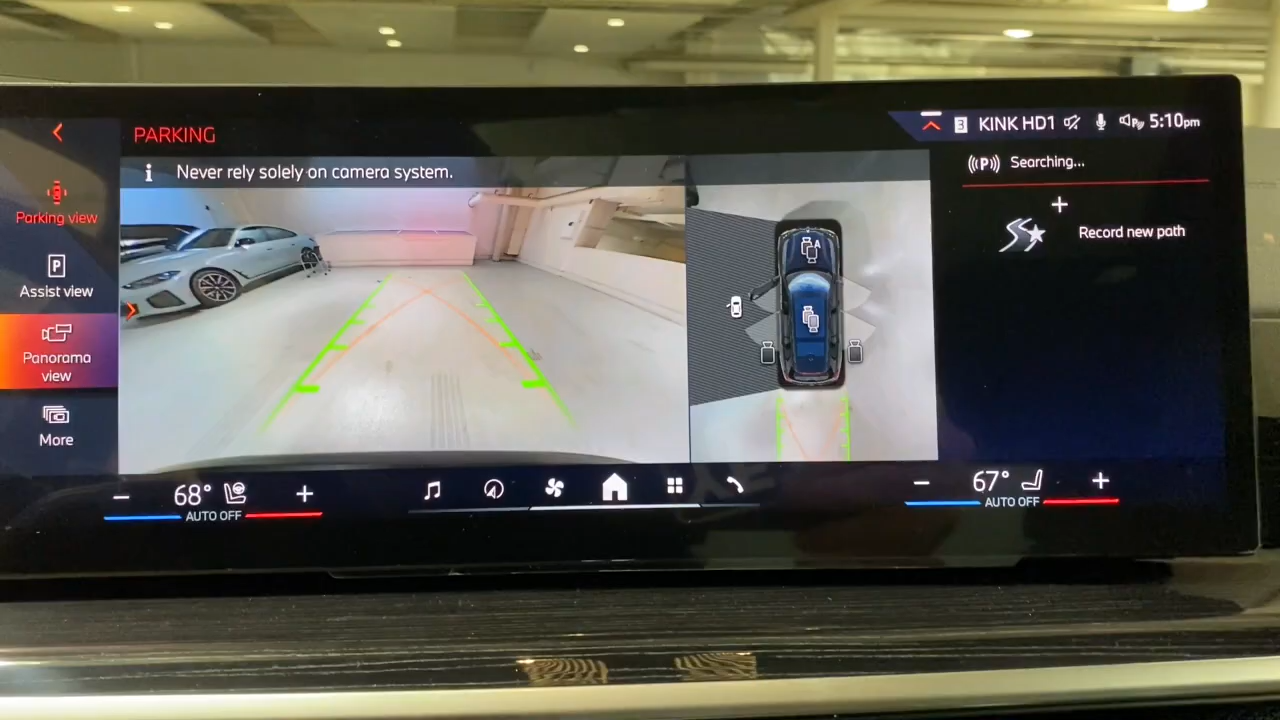 PARKING
3 KINK HD1 5:10pm
Never rely solely on camera system.
((P)) Searching...
Parking view
Record new path
P
Assist view
A
Panorama
view
More
68°
AUTO OFF
67°
AUTO OFF